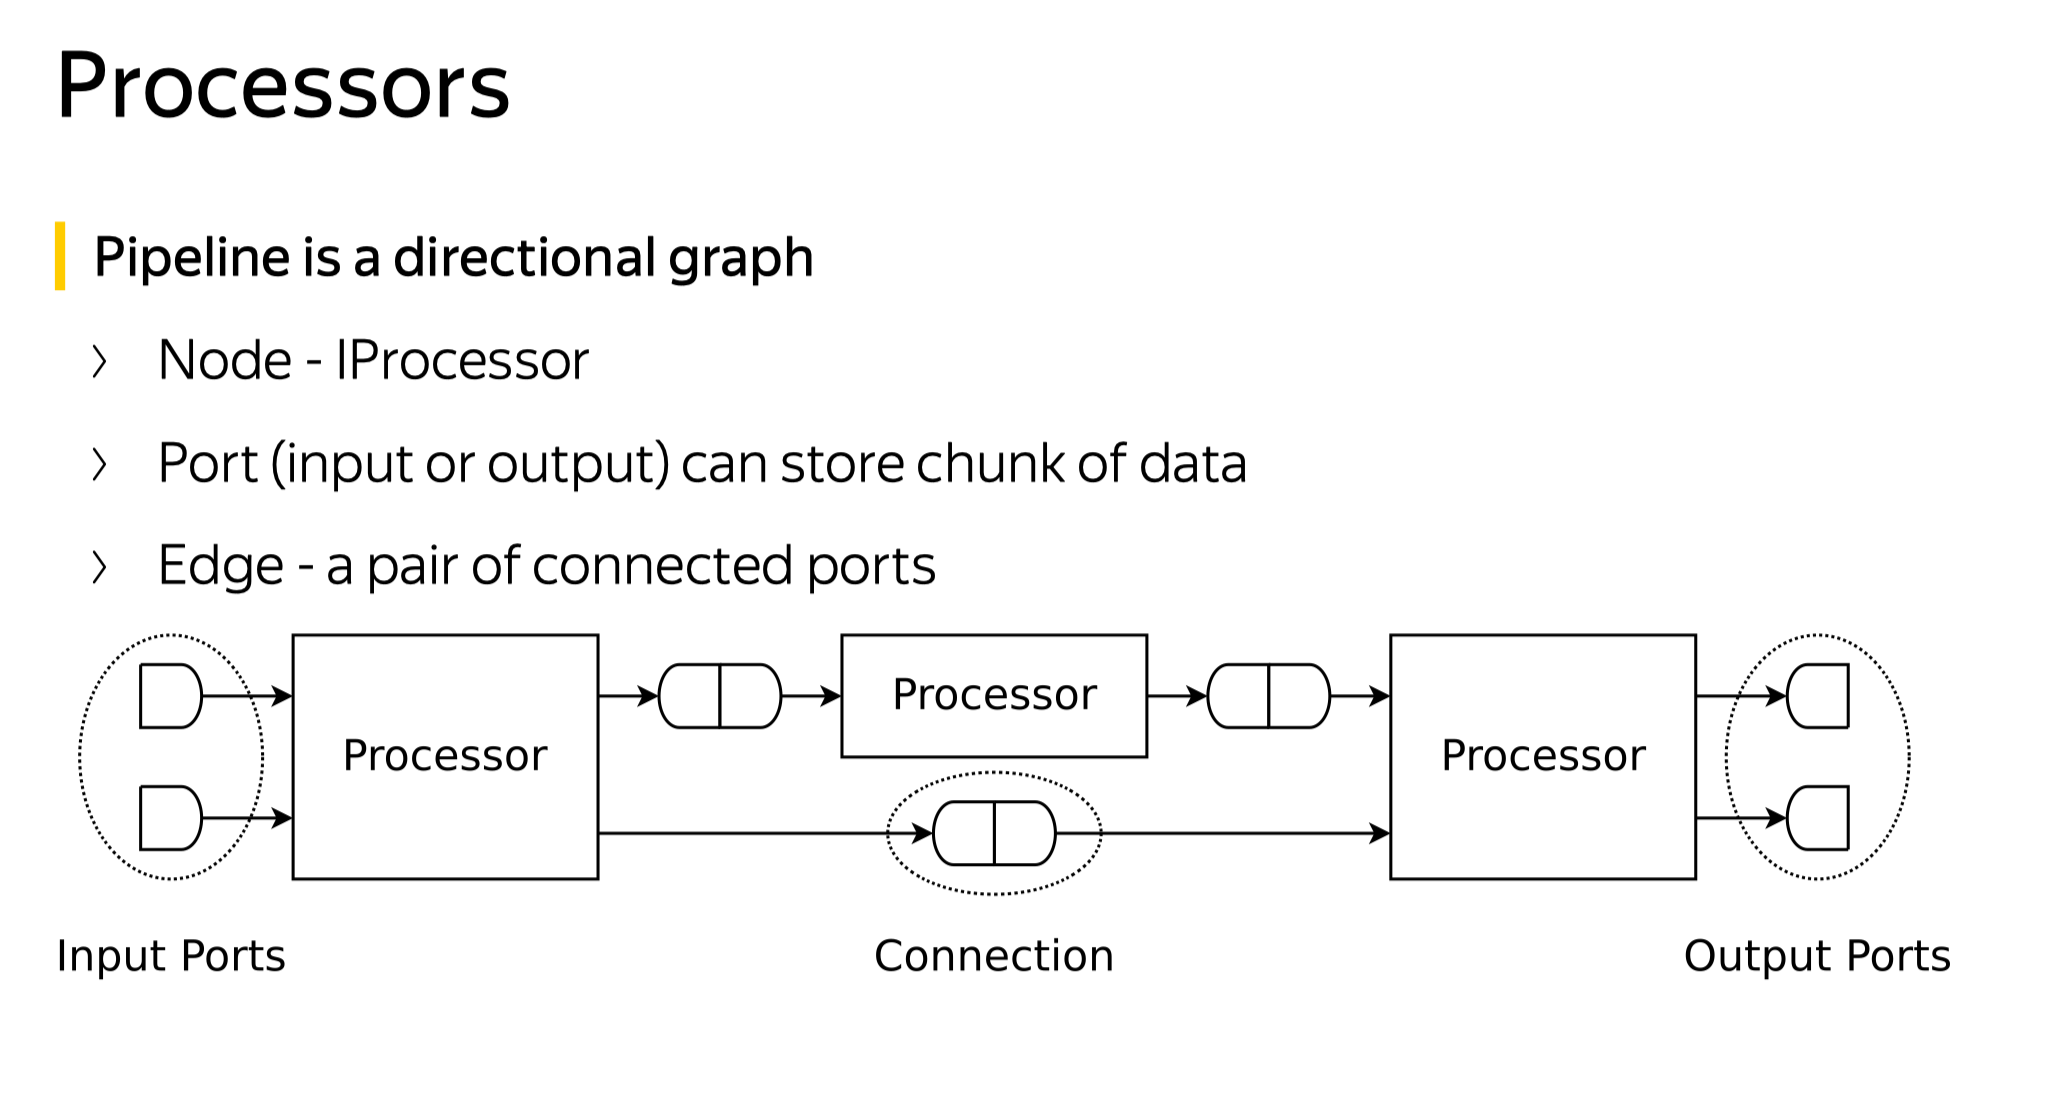 Processors
Pipeline is a directional graph
〉 Node - IProcessor
〉 Port (input or output) can store chunk of data
〉 Edge - a pair of connected ports
Processor
Processor
Processor
Input Ports
Connection
Output Ports